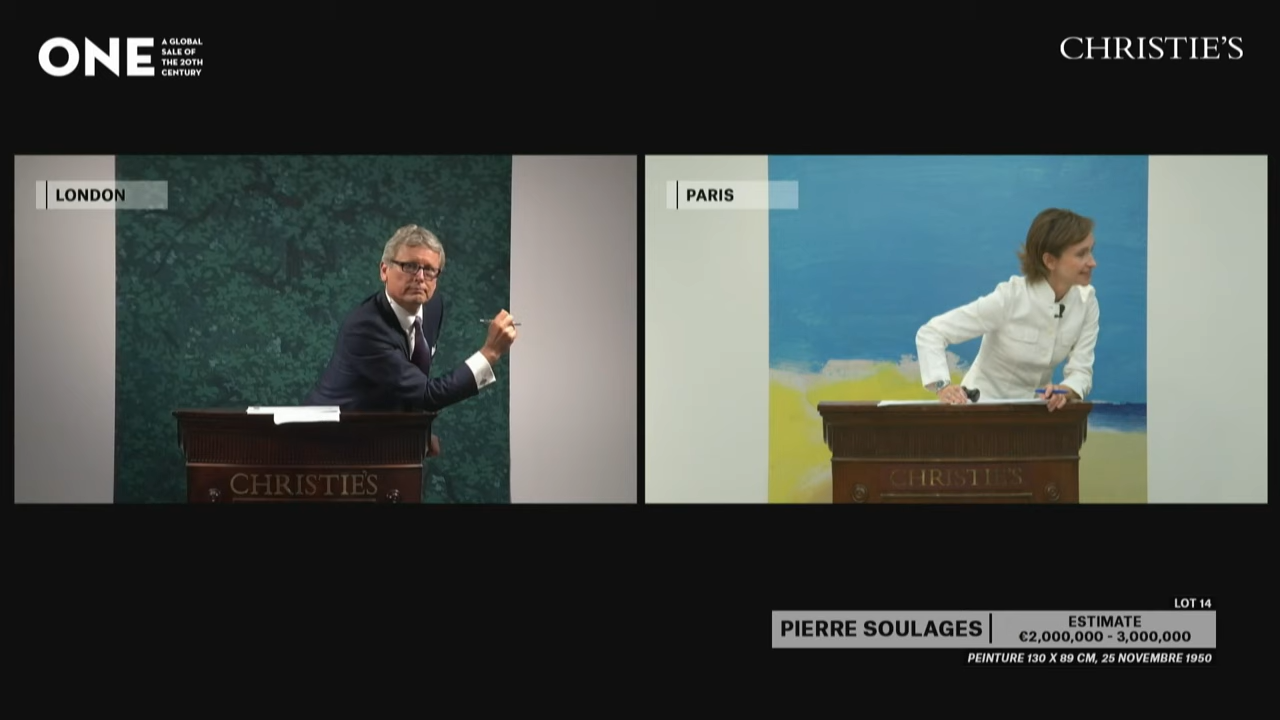 ONE
A GLOBAL
SALE OF
THE 20TH
CENTURY
CHRISTIE'S
LONDON
PARIS
CHRISTIE'S
CHRISTIE'S
LOT 14
PIERRE SOULAGES
ESTIMATE
€2,000,000 - 3,000,000
PEINTURE 130 X 89 CM, 25 NOVEMBRE 1950